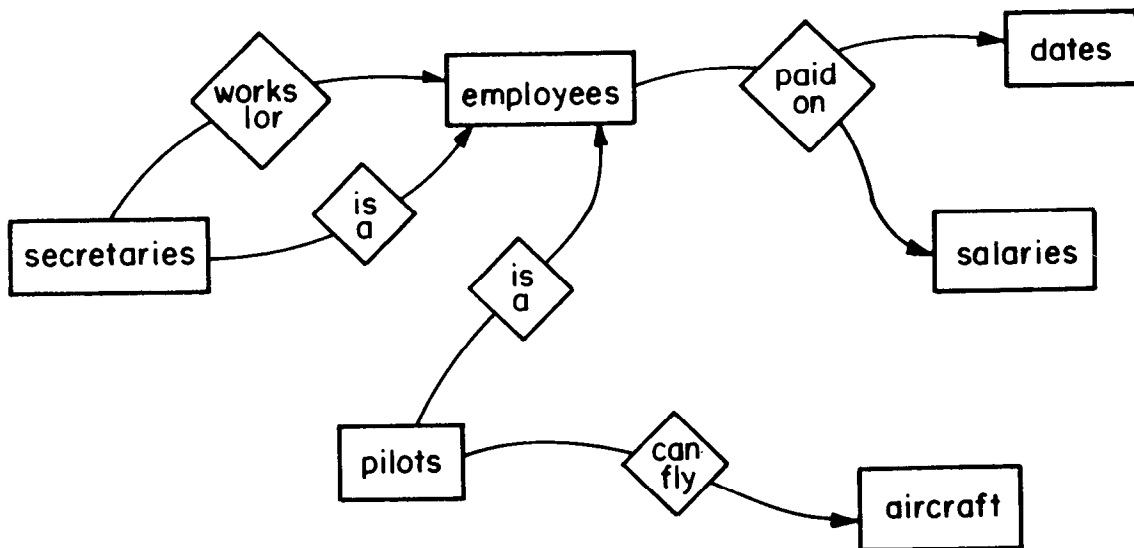 dates
works
lor
employees
paid
on
is
a
secretaries
salaries
is
a
pilots
can
fly
aircraft